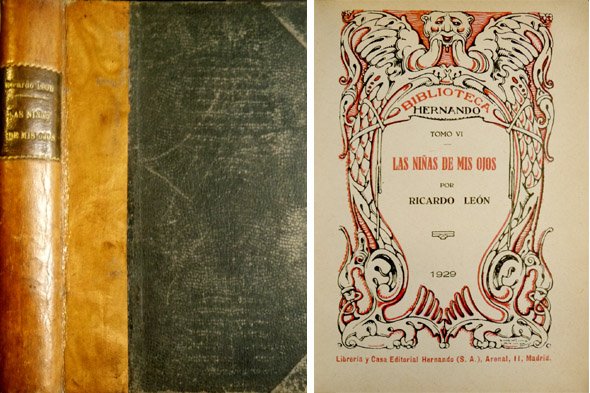 Ricardo León
LAS NIÑAS
DE MIS OJOS
BIBLIOTECA
HERNANDO
TOMO VI
LAS NIÑAS DE MIS OJOS
POR
RICARDO LEÓN
1929
Librería y Casa Editorial Hernando (S. A.), Arenal, 11, Madrid.